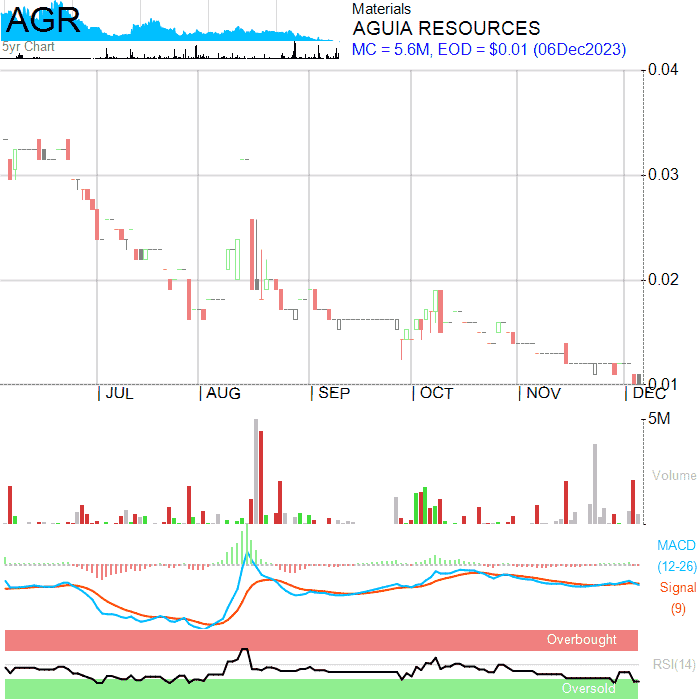 AGR
5yr Chart
Materials
AGUIA RESOURCES
MC = 5.6M, EOD = $0.01 (06Dec2023)
0.04
0.03
0.02
0.01
JUL
AUG
SEP
OCT
NOV
DEC
5M
Volume
MACD
(12-26)
Signal
(9)
Overbought
RSI(14)
Oversold